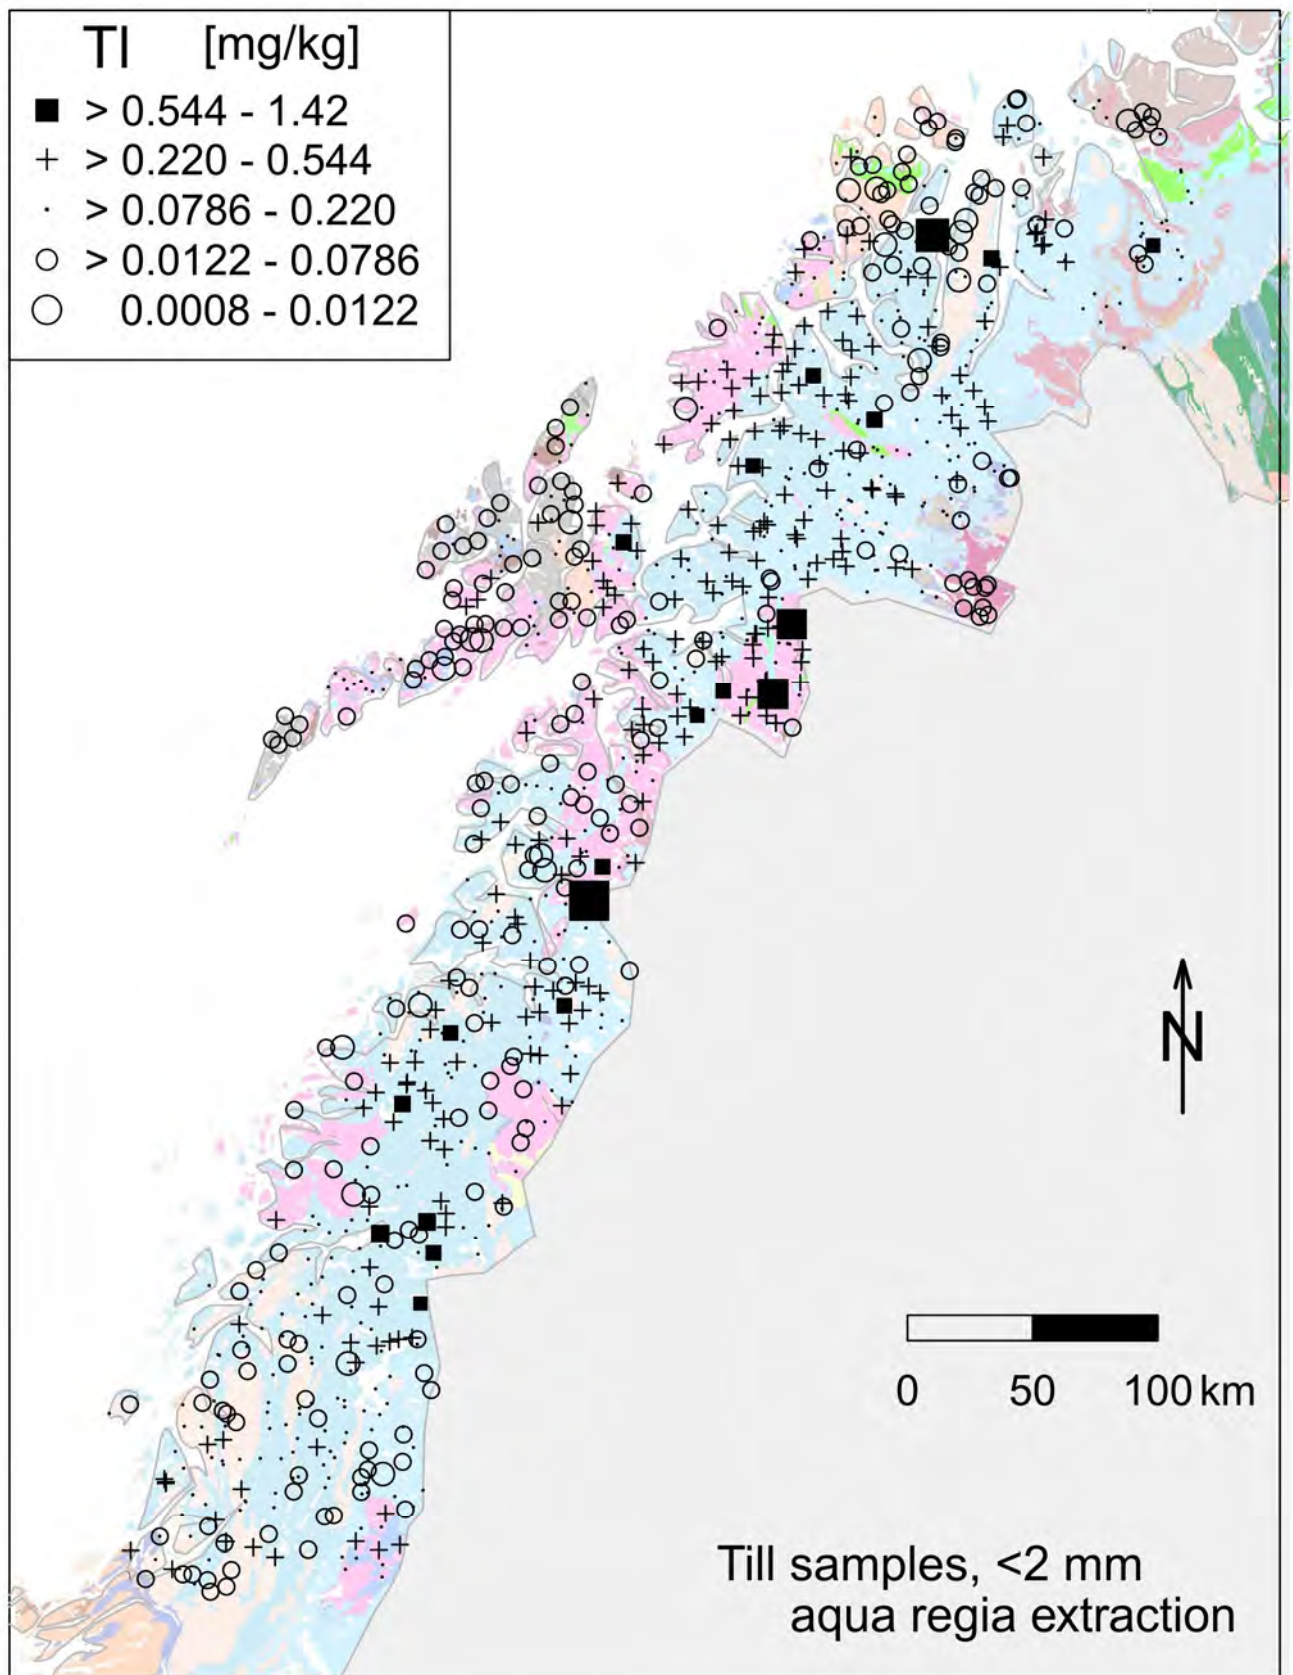 Tl [mg/kg]
> 0.544 - 1.42
> 0.220 - 0.544
> 0.0786 - 0.220
> 0.0122 - 0.0786
0.0008 - 0.0122
N
0 50 100 km
Till samples, <2 mm
aqua regia extraction